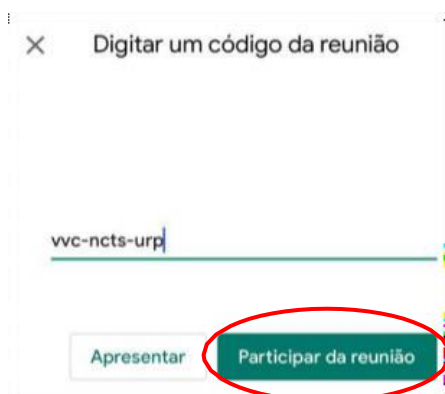 Digitar um código da reunião
vvc-ncts-urp
Apresentar
Participar da reunião